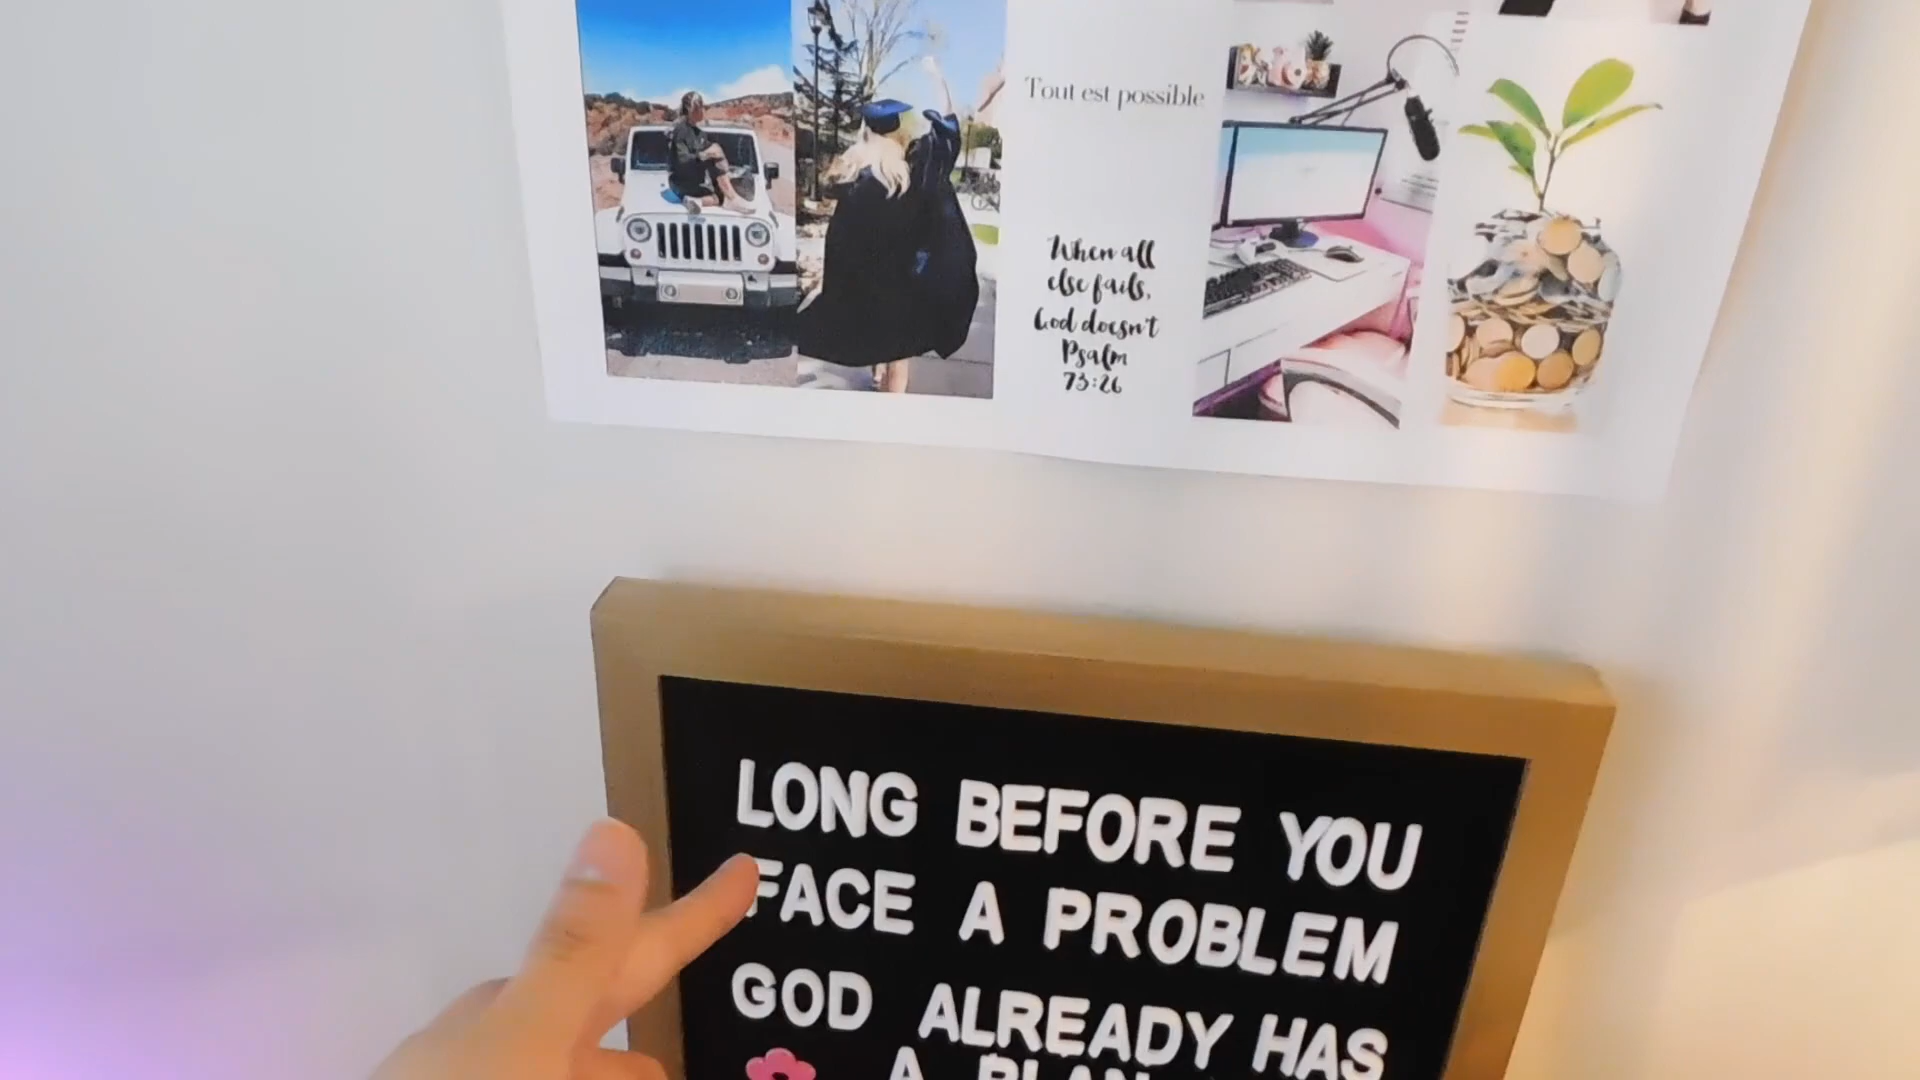 Tout est possible
When all
else fails,
God doesn't
Psalm
73:26
LONG BEFORE YOU
FACE A PROBLEM
GOD ALREADY HAS
A PLAN